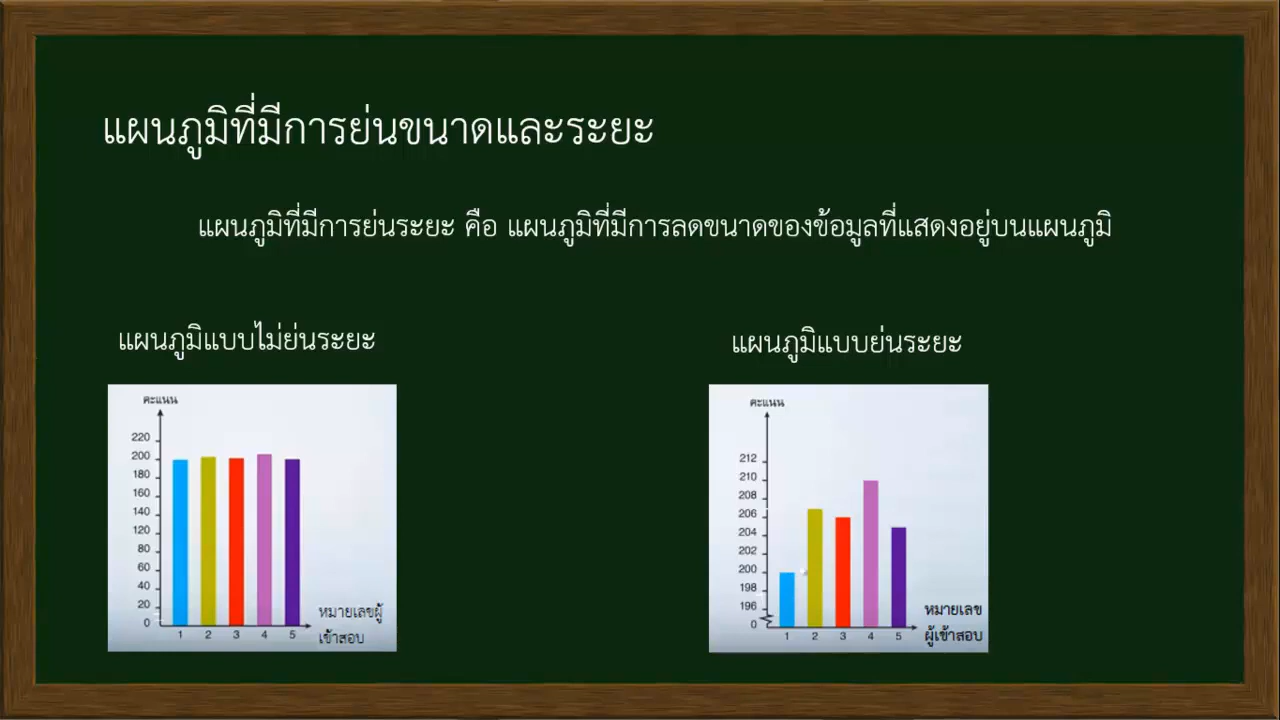 แผนภูมิที่มีการย่นขนาดและระยะ
แผนภูมิที่มีการย่นระยะ คือ แผนภูมิที่มีการลดขนาดของข้อมูลที่แสดงอยู่บนแผนภูมิ
แผนภูมิแบบไม่ย่นระยะ
คะแนน
220
200
180
160
140
120
80
60
40
20
0
1 2 3 4 5
หมายเลขผู้
เข้าสอบ
แผนภูมิแบบย่นระยะ
คะแนน
212
210
208
206
204
202
200
198
196
0
1 2 3 4 5
หมายเลข
ผู้เข้าสอบ